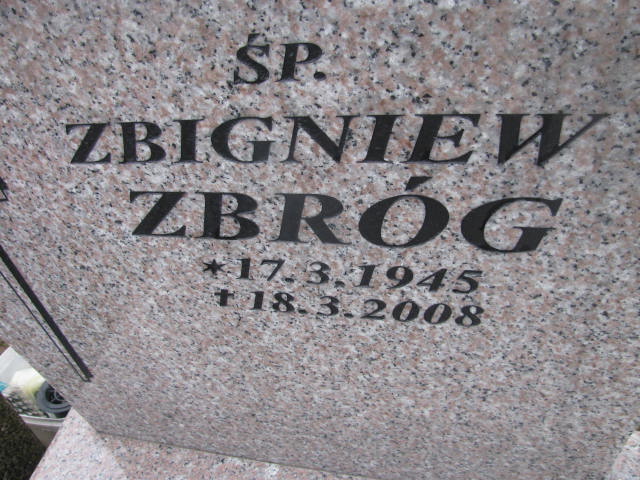 ŚP.
ZBIGNIEW
ZBRÓG
*17.3.1945
†18.3.2008